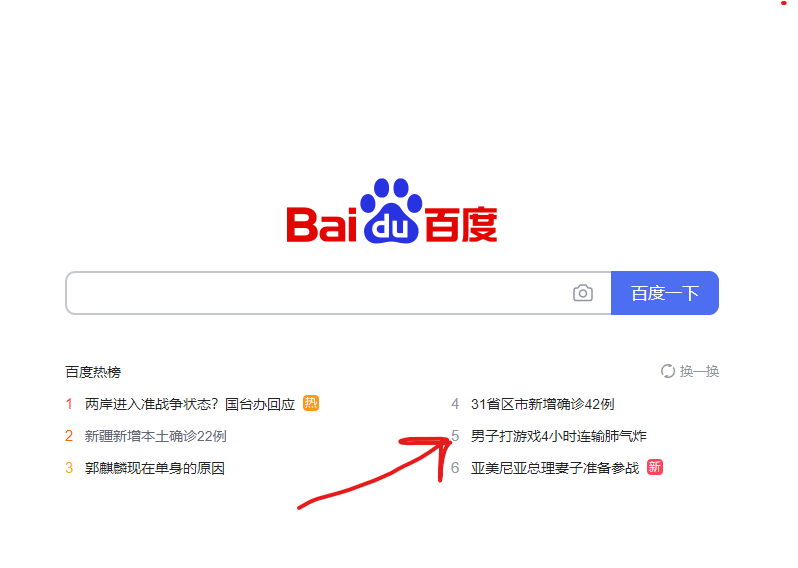 Bai du 百度
百度一下
百度热榜
换一换
1 两岸进入准战争状态？国台办回应 热
2 新疆新增本土确诊22例
3 郭麒麟现在单身的原因
4 31省区市新增确诊42例
5 男子打游戏4小时连输肺气炸
6 亚美尼亚总理妻子准备参战 新